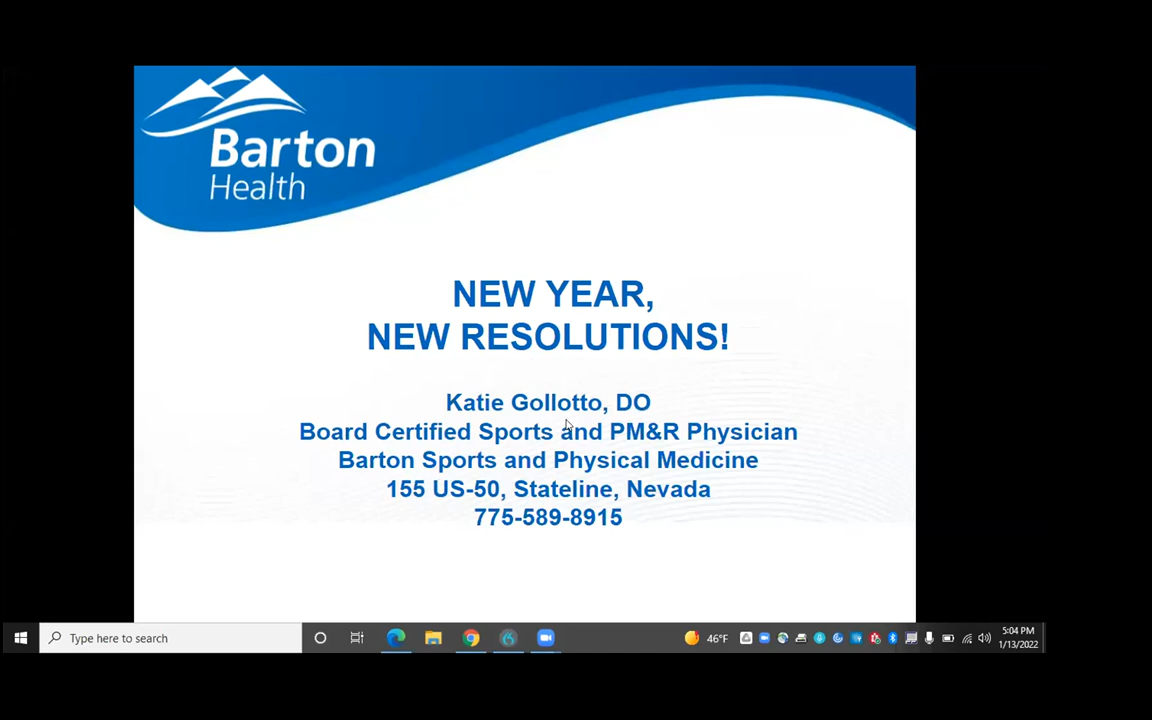 Barton
Health
NEW YEAR,
NEW RESOLUTIONS!
Katie Gollotto, DO
Board Certified Sports and PM&R Physician
Barton Sports and Physical Medicine
155 US-50, Stateline, Nevada
775-589-8915
Type here to search
46°F
5:04 PM
1/13/2022